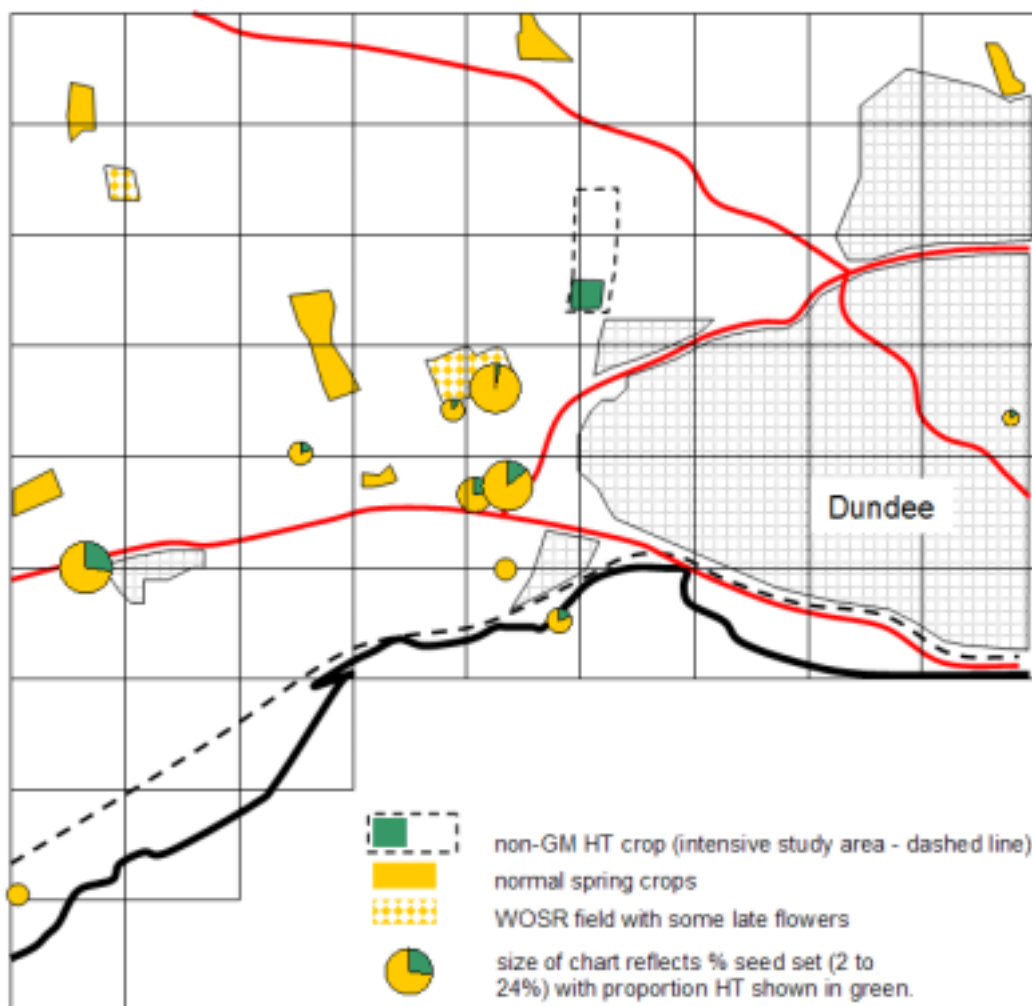 Dundee
non-GM HT crop (intensive study area - dashed line)
normal spring crops
WOSR field with some late flowers
size of chart reflects % seed set (2 to
24%) with proportion HT shown in green.